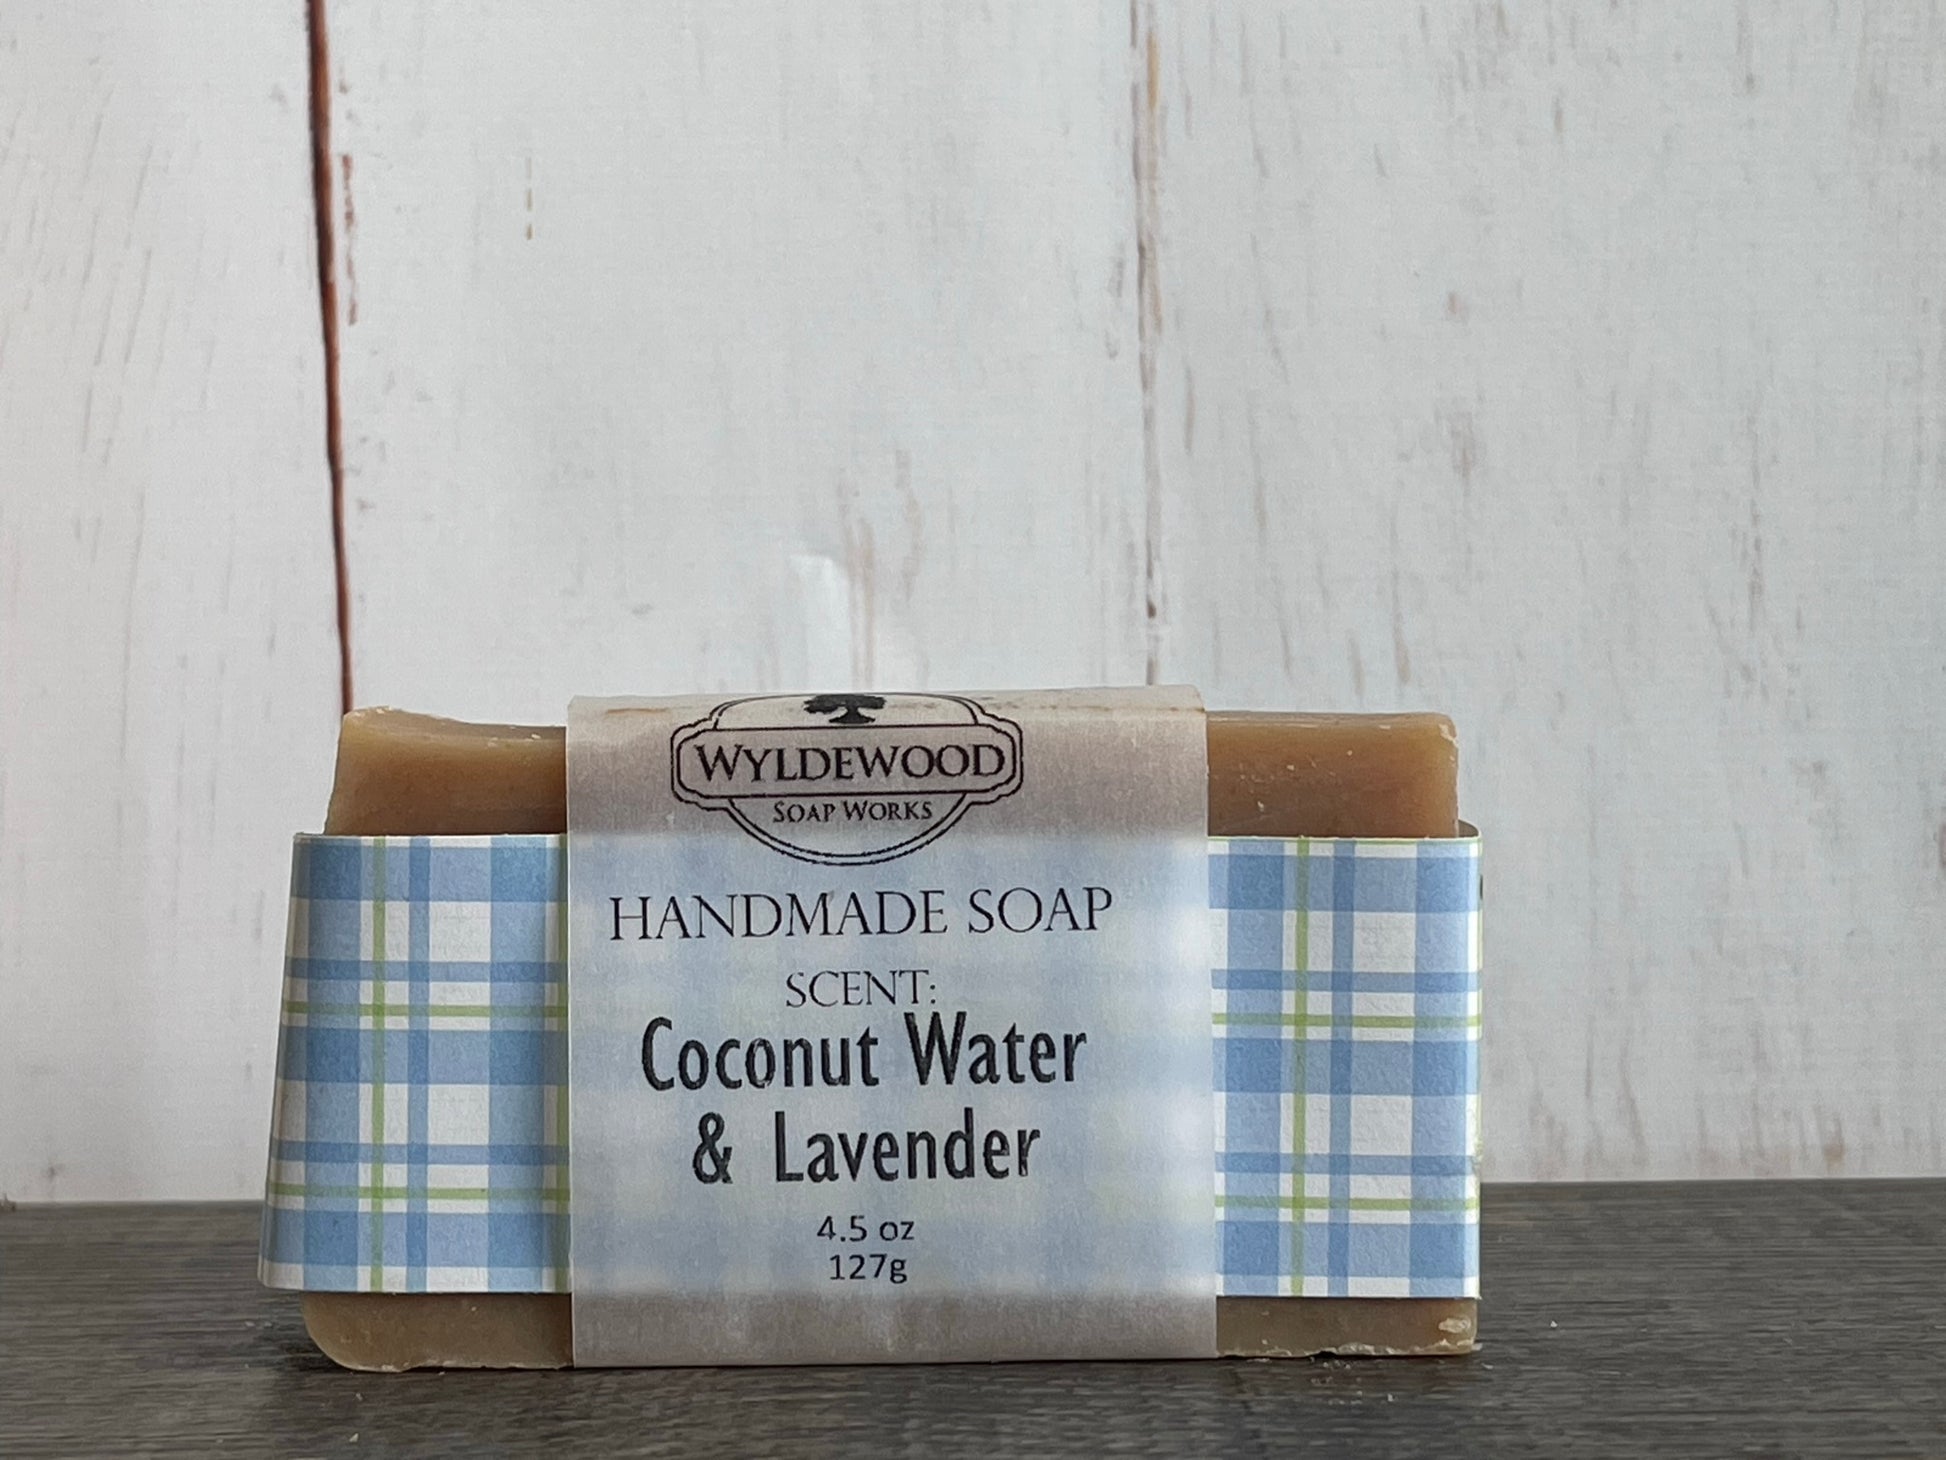 WYLDEWOOD
SOAP WORKS
HANDMADE SOAP
SCENT:
Coconut Water
& Lavender
4.5 oz
127g